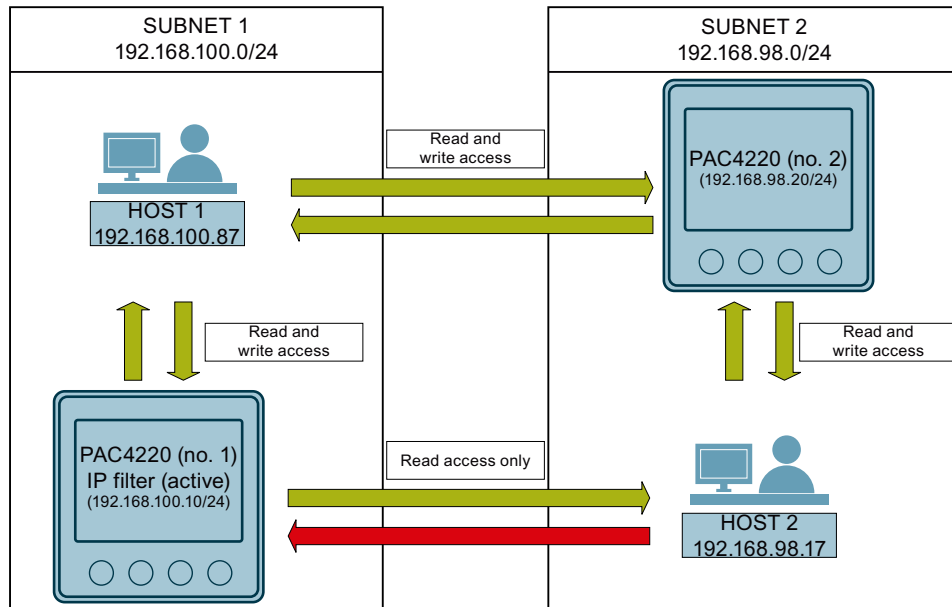 SUBNET 1
192.168.100.0/24
SUBNET 2
192.168.98.0/24
Read and
write access
PAC4220 (no. 2)
(192.168.98.20/24)
HOST 1
192.168.100.87
Read and
write access
Read and
write access
PAC4220 (no. 1)
IP filter (active)
(192.168.100.10/24)
Read access only
HOST 2
192.168.98.17